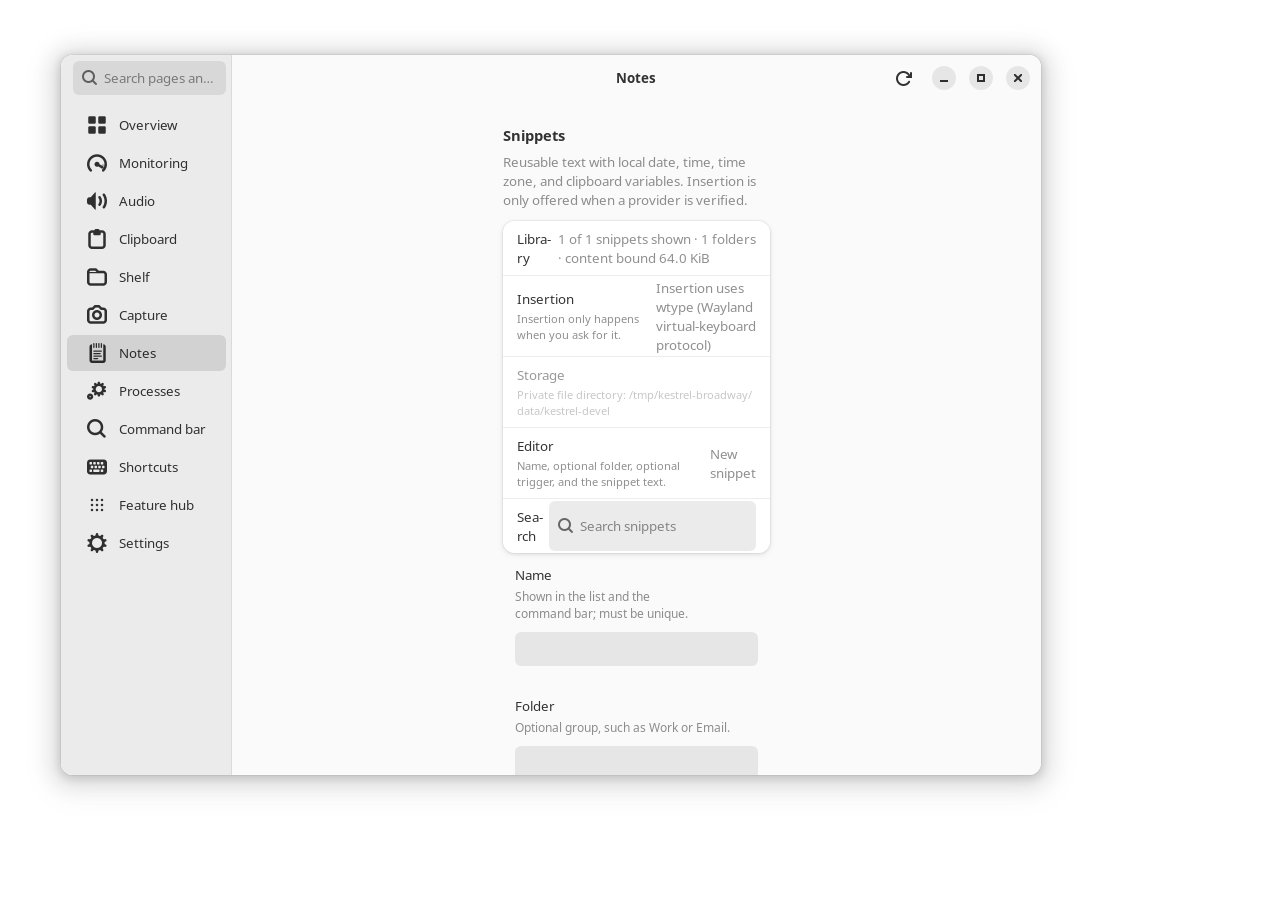 Search pages an...
Overview
Monitoring
Audio
Clipboard
Shelf
Capture
Notes
Processes
Command bar
Shortcuts
Feature hub
Settings
Notes
Snippets
Reusable text with local date, time, time
zone, and clipboard variables. Insertion is
only offered when a provider is verified.
Libra-
ry
1 of 1 snippets shown · 1 folders
· content bound 64.0 KiB
Insertion
Insertion only happens
when you ask for it.
Insertion uses
wtype (Wayland
virtual-keyboard
protocol)
Storage
Private file directory: /tmp/kestrel-broadway/
data/kestrel-devel
Editor
Name, optional folder, optional
trigger, and the snippet text.
New
snippet
Sea-
rch
Search snippets
Name
Shown in the list and the
command bar; must be unique.
Folder
Optional group, such as Work or Email.